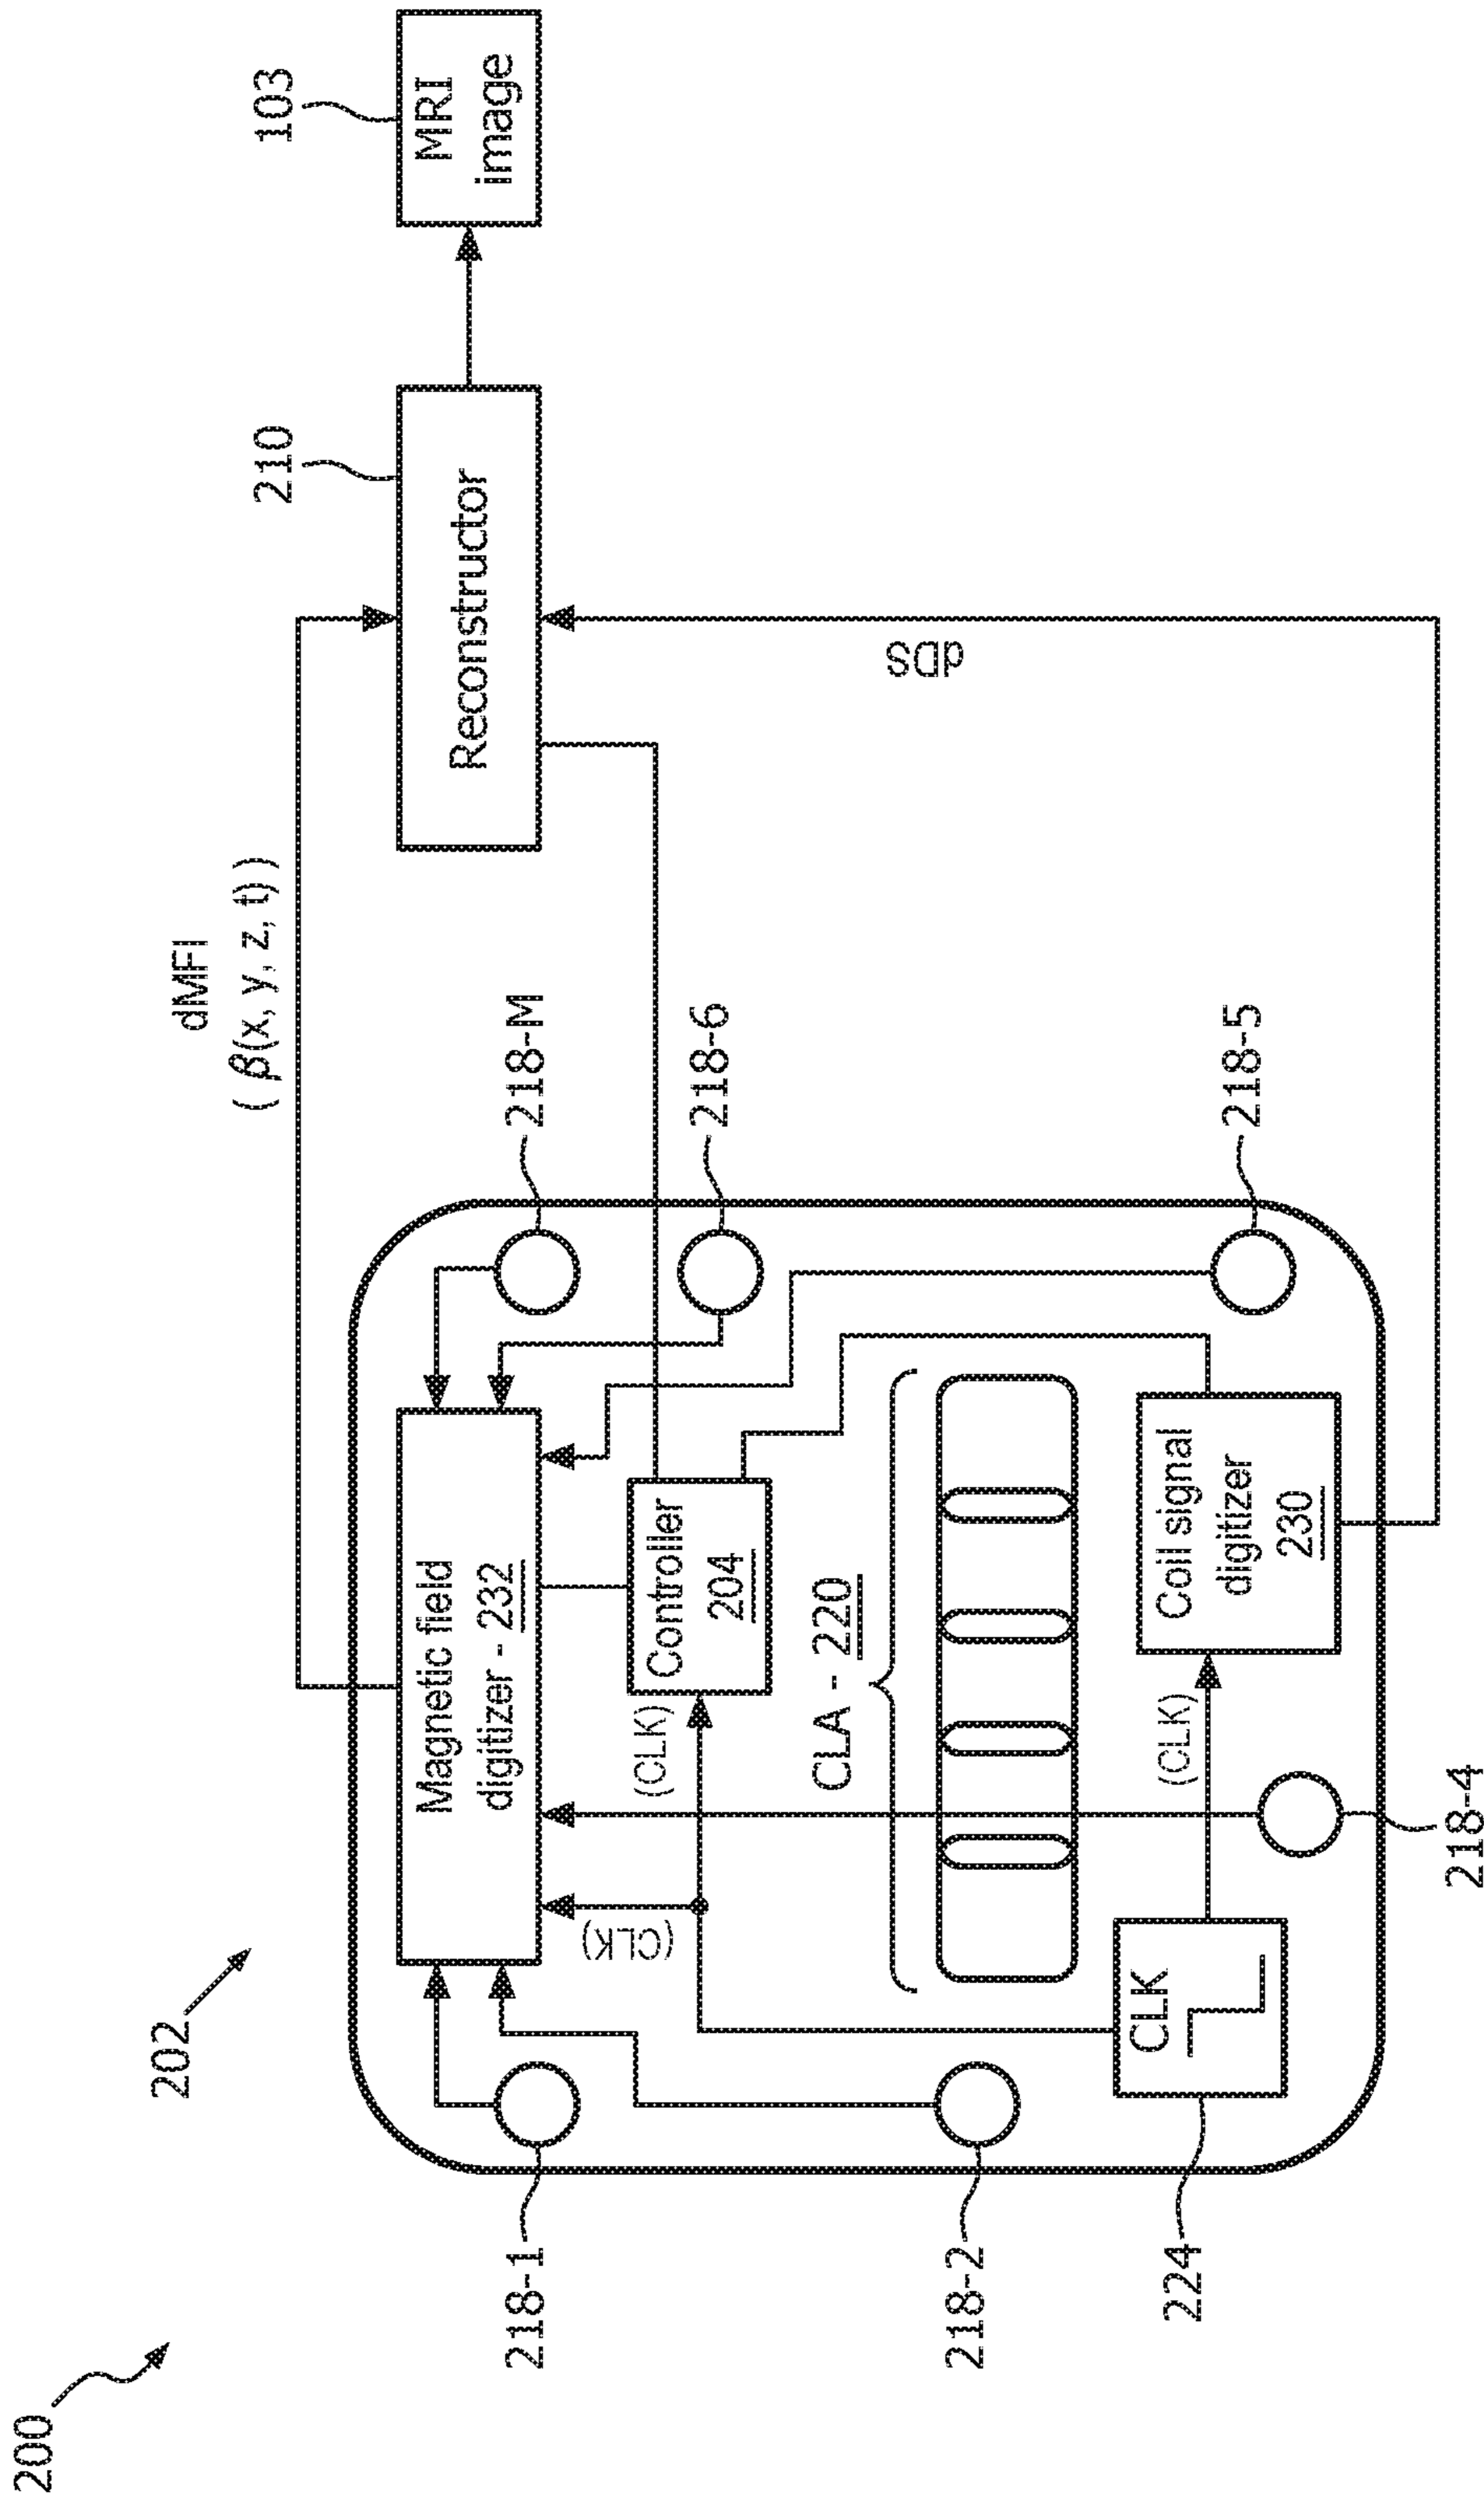 200
202
dMFI
( β(x, y, z, t) )
210
103
218-1
Magnetic field
digitizer - 232
218-M
Reconstructor
MRI
image
(CLK)
(CLK)
Controller
204
218-6
CLA - 220
dDS
218-2
224
CLK
(CLK)
Coil signal
digitizer
230
218-5
218-4